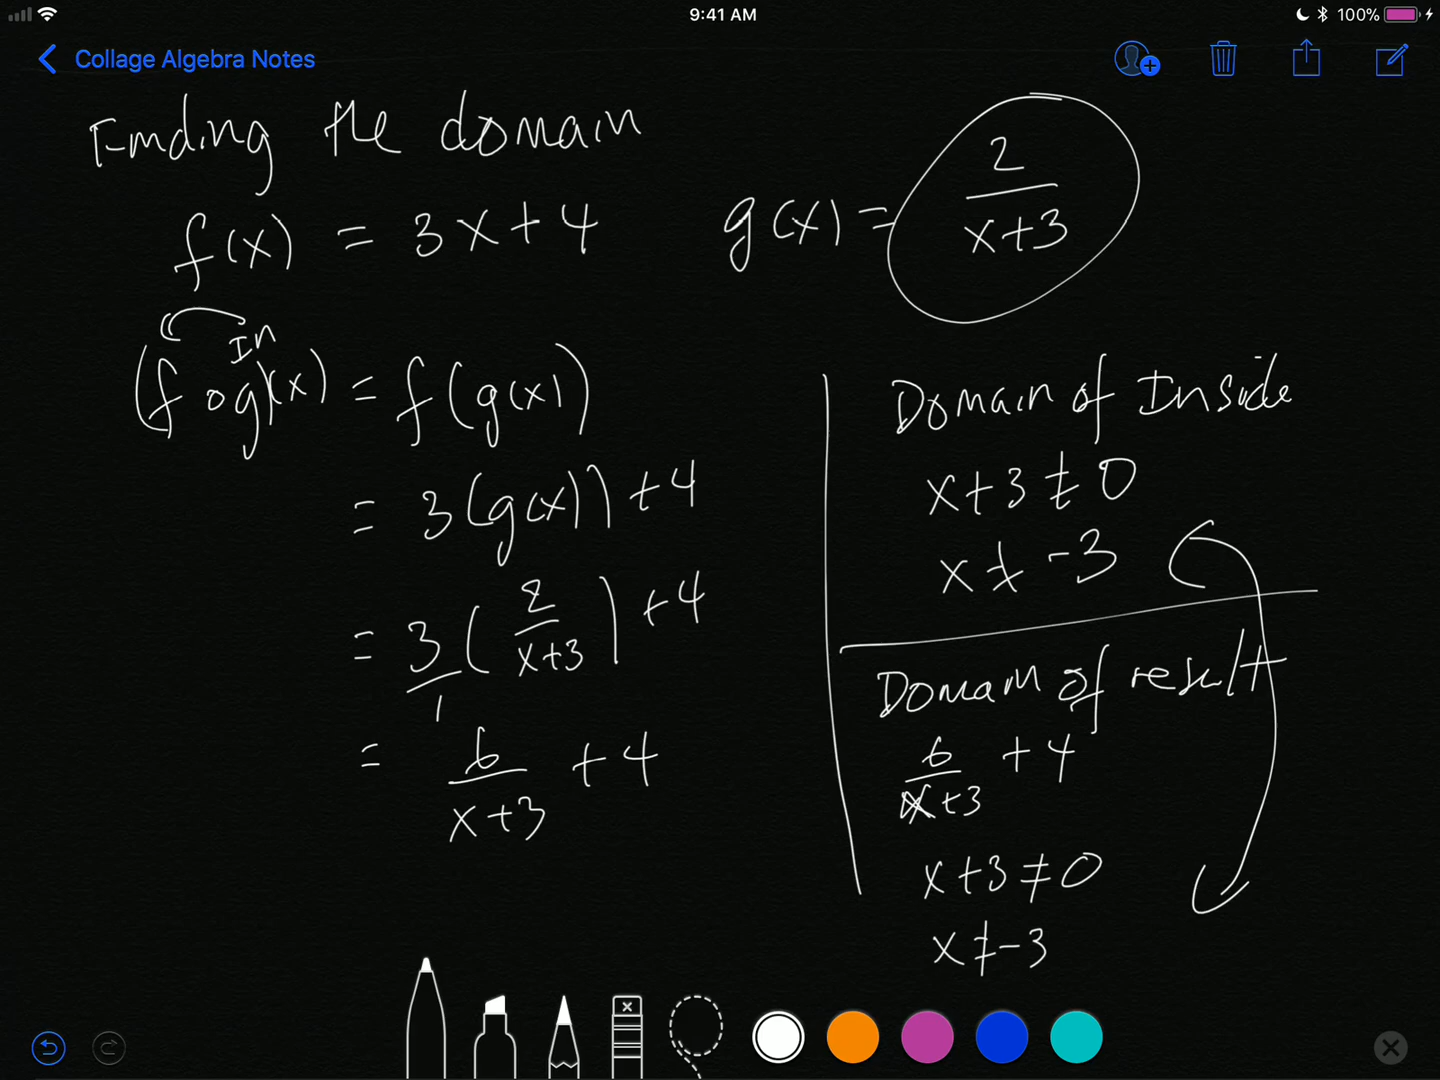 9:41 AM
100%
Collage Algebra Notes
Finding the domain
f(x) = 3x+4
g(x) = 2/(x+3)
In
(f o g)(x) = f(g(x))
= 3(g(x)) + 4
= 3/1 (2/(x+3)) + 4
= 6/(x+3) + 4
Domain of Inside
x+3 ≠ 0
x ≠ -3
Domain of result
6/(x+3) + 4
x+3 ≠ 0
x ≠ -3